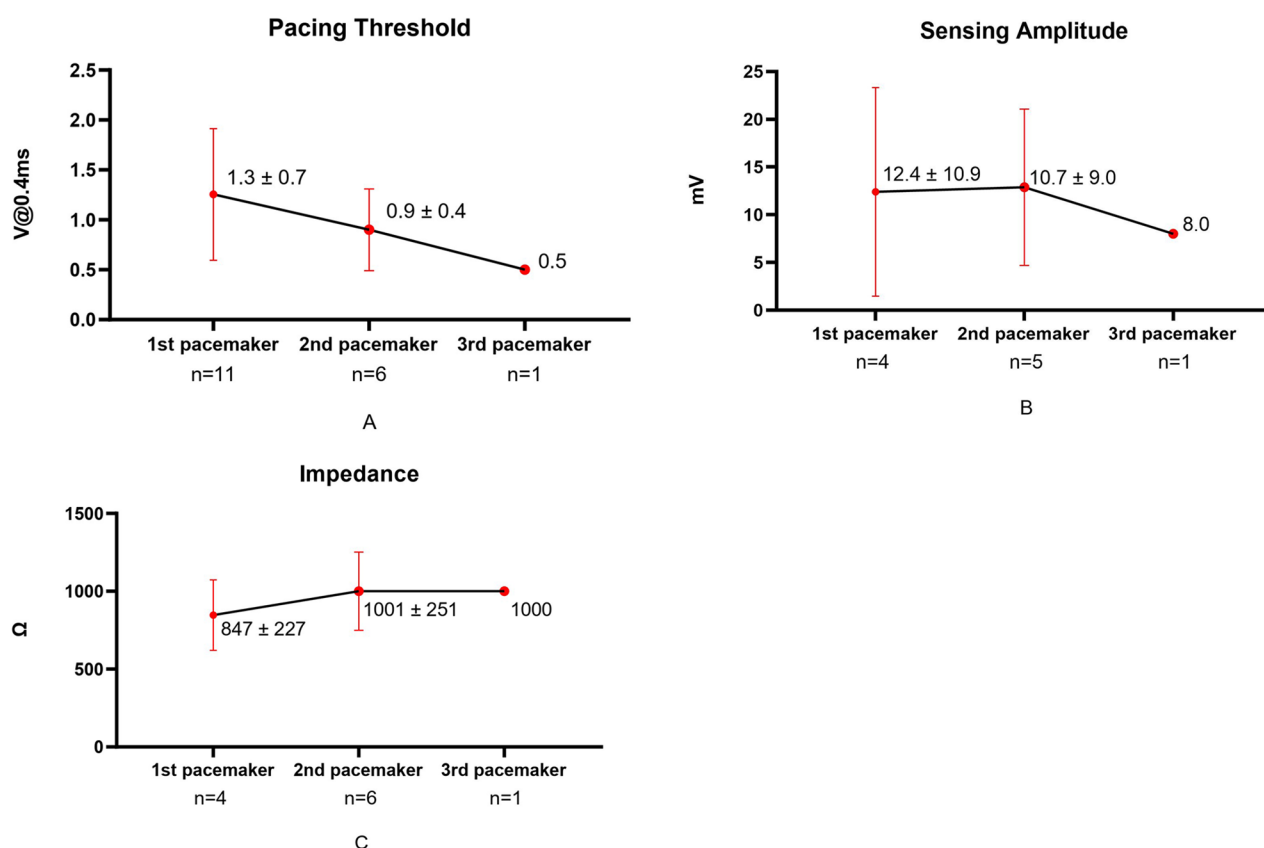 Pacing Threshold
2.5
2.0
1.5
1.0
0.5
0.0
V@0.4ms
1.3 ± 0.7
0.9 ± 0.4
0.5
1st pacemaker 2nd pacemaker 3rd pacemaker
n=11 n=6 n=1
A
Sensing Amplitude
25
20
15
10
5
0
mV
12.4 ± 10.9
10.7 ± 9.0
8.0
1st pacemaker 2nd pacemaker 3rd pacemaker
n=4 n=5 n=1
B
Impedance
1500
1000
500
0
Ω
847 ± 227
1001 ± 251
1000
1st pacemaker 2nd pacemaker 3rd pacemaker
n=4 n=6 n=1
C